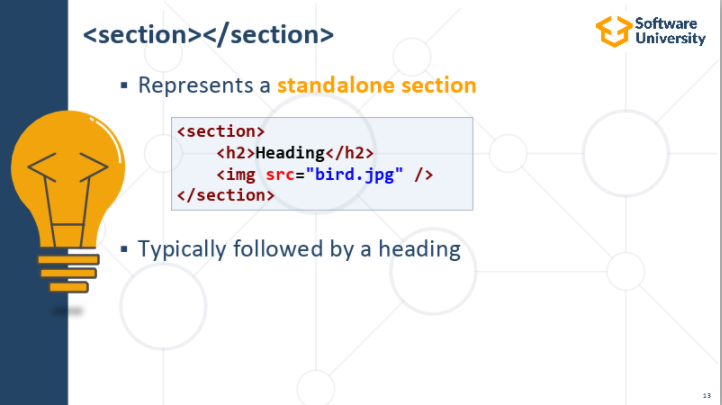 <section></section>
Software
University
▪ Represents a standalone section
<section>
    <h2>Heading</h2>
    <img src="bird.jpg" />
</section>
▪ Typically followed by a heading
13